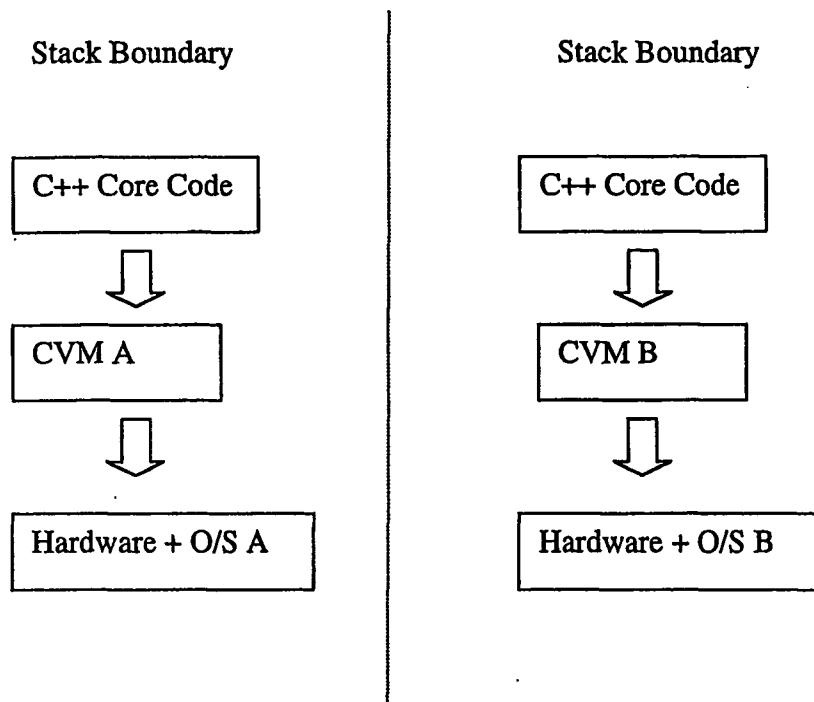 Stack Boundary
C++ Core Code
CVM A
Hardware + O/S A
Stack Boundary
C++ Core Code
CVM B
Hardware + O/S B